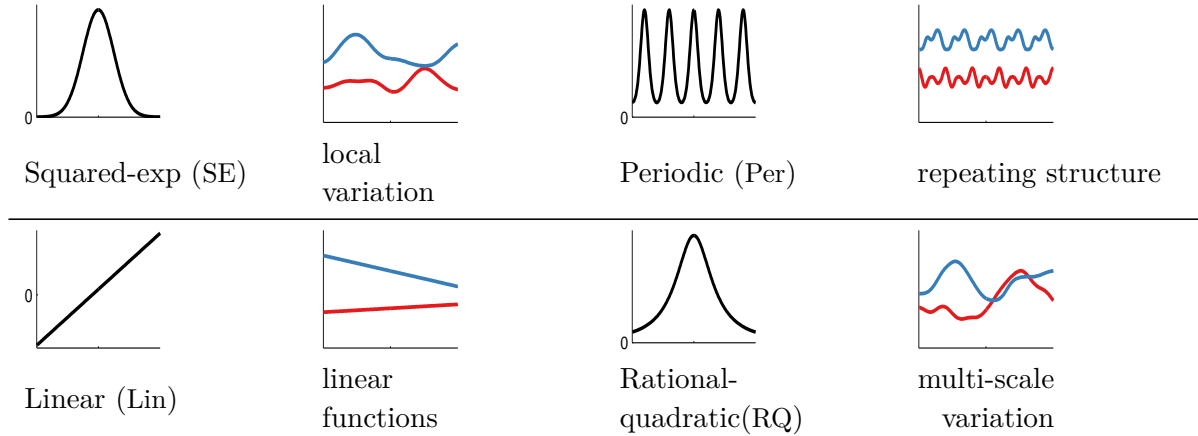 0
0
Squared-exp (SE)
local
variation
Periodic (Per)
repeating structure
0
0
Linear (Lin)
linear
functions
Rational-
quadratic(RQ)
multi-scale
variation